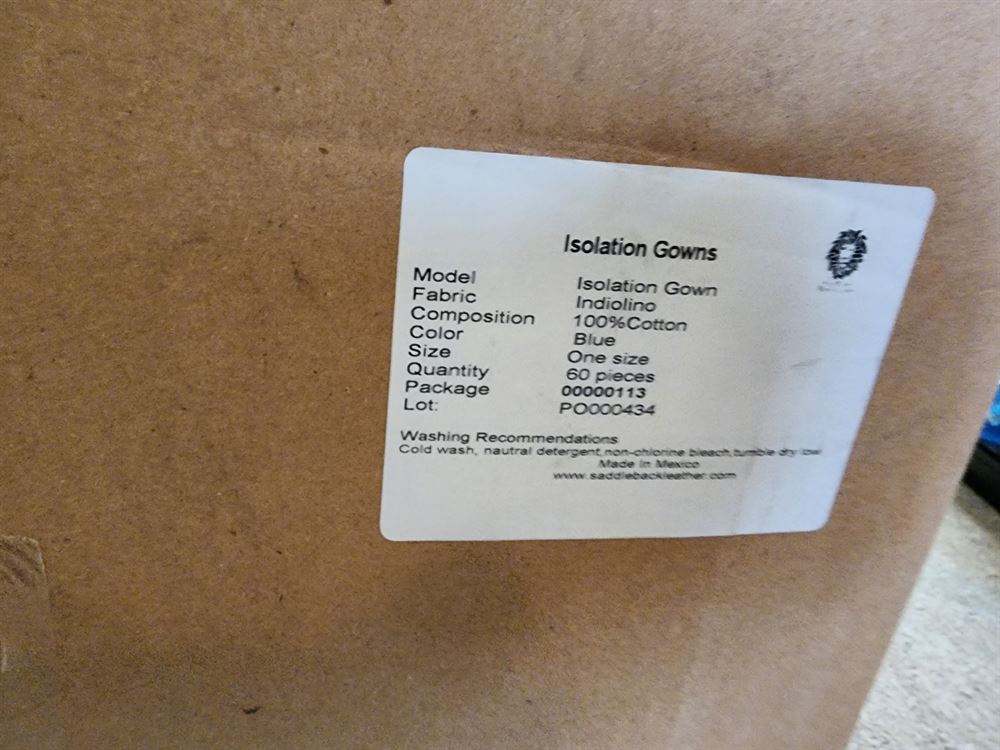 Isolation Gowns
Model Isolation Gown
Fabric Indiolino
Composition 100%Cotton
Color Blue
Size One size
Quantity 60 pieces
Package 00000113
Lot: PO000434
Washing Recommendations
Cold wash, nautral detergent,non-chlorine bleach,tumble dry low
Made in Mexico
www.saddlebackleather.com